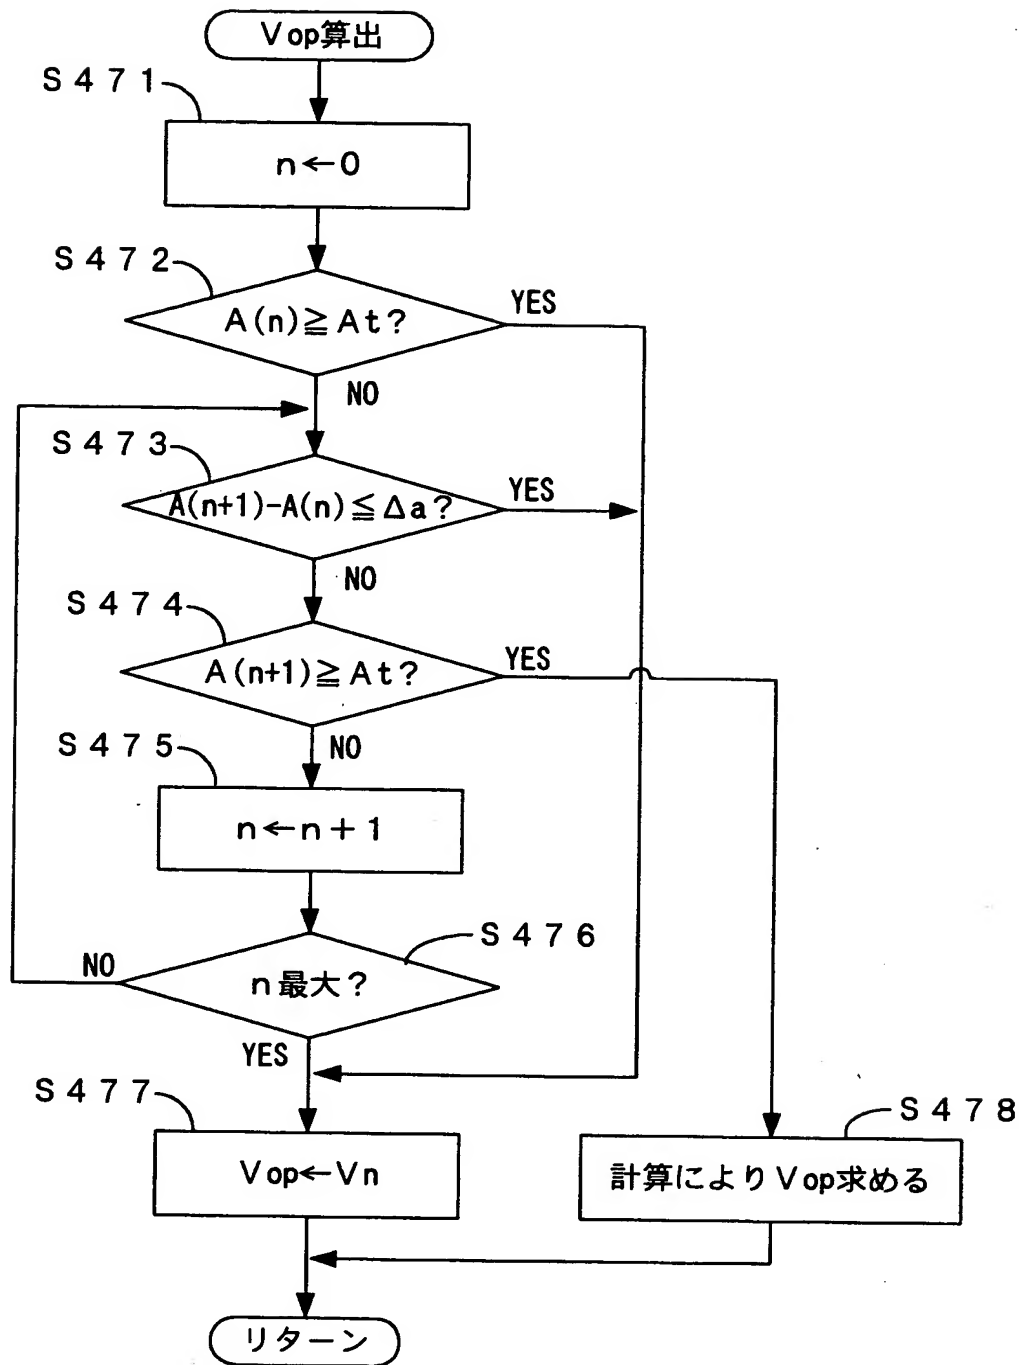 Vop算出
S471
n←0
S472
A(n)≧At?
YES
NO
S473
A(n+1)-A(n)≦Δa?
YES
NO
S474
A(n+1)≧At?
YES
NO
S475
n←n+1
S476
NO
n最大?
YES
S477
S478
Vop←Vn
計算によりVop求める
リターン